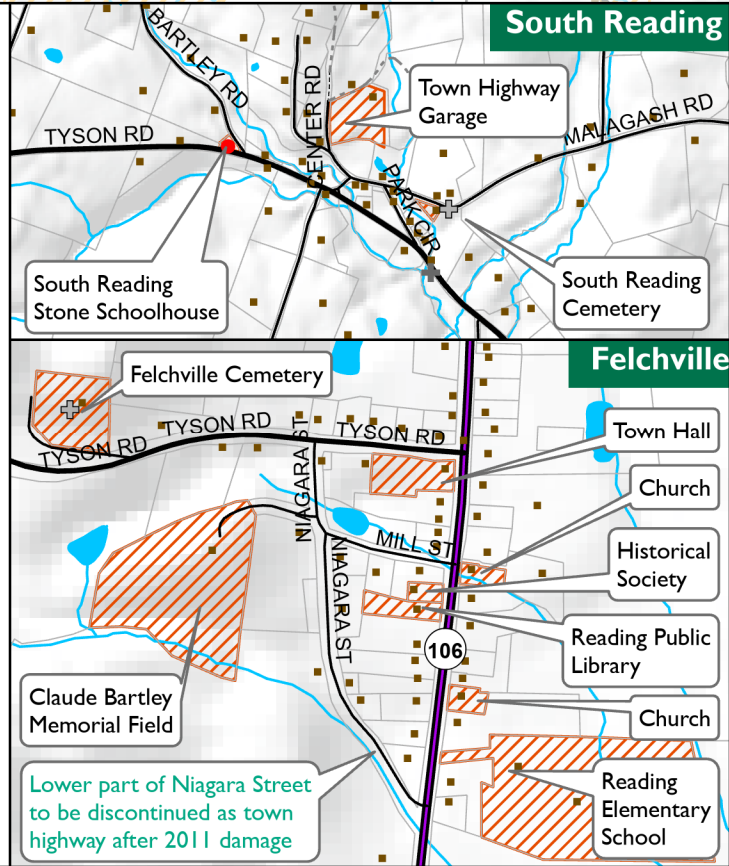 South Reading
BARTLEY RD
CENTER RD
Town Highway
Garage
MALAGASH RD
TYSON RD
PARK CIR
South Reading
Stone Schoolhouse
South Reading
Cemetery
Felchville
Felchville Cemetery
TYSON RD
TYSON RD
TYSON RD
NIAGARA ST
Town Hall
Church
MILL ST
Historical
Society
NIAGARA ST
Reading Public
Library
106
Claude Bartley
Memorial Field
Church
Lower part of Niagara Street
to be discontinued as town
highway after 2011 damage
Reading
Elementary
School